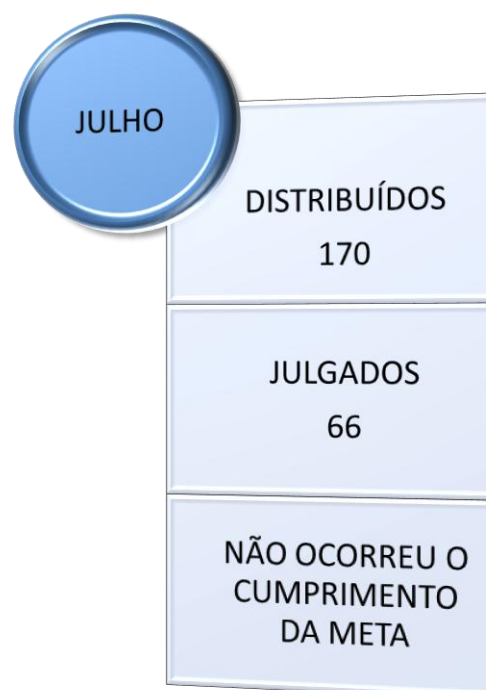 JULHO
DISTRIBUÍDOS
170
JULGADOS
66
NÃO OCORREU O
CUMPRIMENTO
DA META